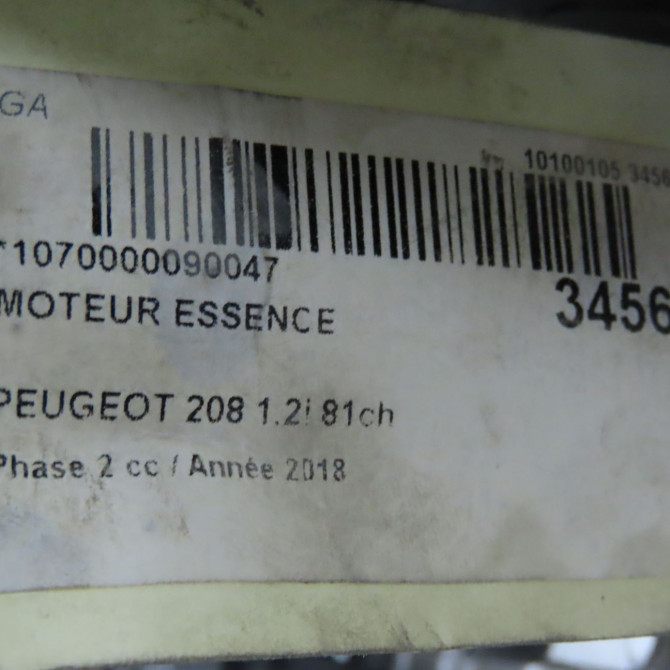 GA
10100105 3456
*1070000090047
3456
MOTEUR ESSENCE
PEUGEOT 208 1.2i 81ch
Phase 2 cc / Année 2018